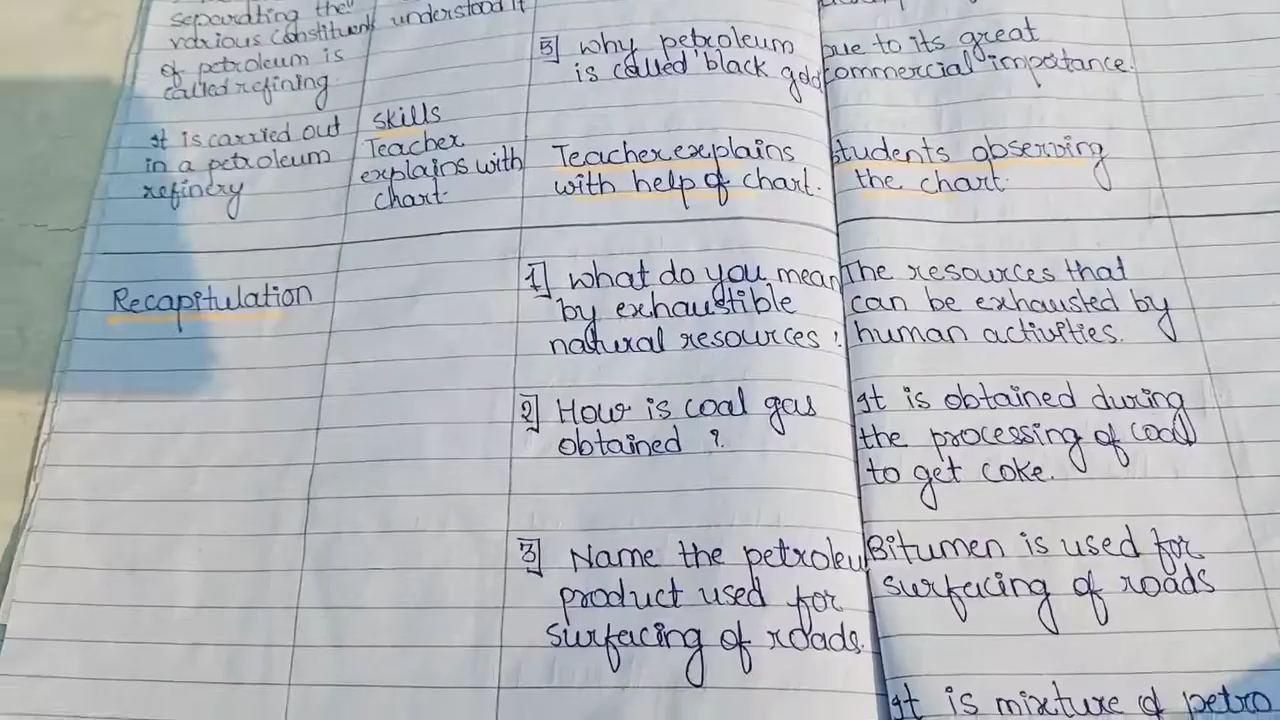 separating the
various constituent
of petroleum is
called refining
It is carried out
in a petroleum
refinery
understood it
Skills
Teacher
explains with
chart.
5] why petroleum
is called black gold
Due to its great
commercial impotance.
Teacher explains
with help of chart.
students observing
the chart.
Recapitulation
1] what do you mean
by exhaustible
natural resources ?
The resources that
can be exhausted by
human activities.
2] How is coal gas
obtained ?
It is obtained during
the processing of coal
to get coke.
3] Name the petroleu
product used for
surfacing of roads.
Bitumen is used for
surfacing of roads
It is mixture of petro